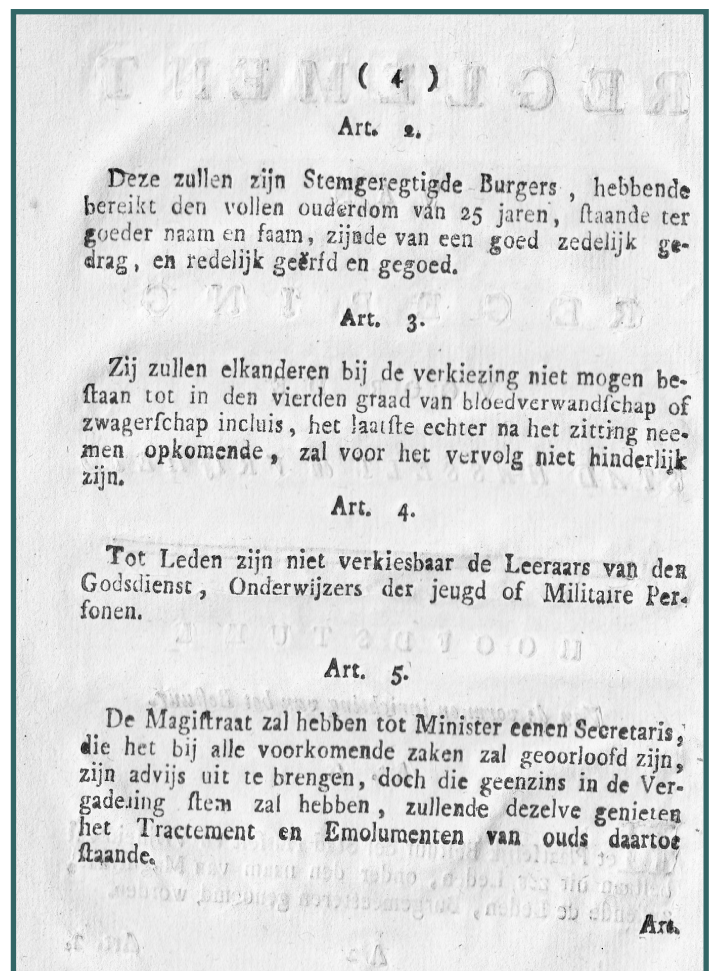 ( 4 )
Art. 2.
Deze zullen zijn Stemgeregtigde Burgers , hebbende
bereikt den vollen ouderdom van 25 jaren, ſtaande ter
goeder naam en faam, zijnde van een goed zedelijk ge-
drag, en redelijk geërfd en gegoed.
Art. 3.
Zij zullen elkanderen bij de verkiezing niet mogen be-
ſtaan tot in den vierden graad van bloedverwandſchap of
zwagerſchap incluis, het laatſte echter na het zitting nee-
men opkomende, zal voor het vervolg niet hinderlijk
zijn.
Art. 4.
Tot Leden zijn niet verkiesbaar de Leeraars van den
Godsdienst, Onderwijzers der jeugd of Militaire Per-
ſonen.
Art. 5.
De Magiſtraat zal hebben tot Minister eenen Secretaris,
die het bij alle voorkomende zaken zal geoorloofd zijn,
zijn advijs uit te brengen, doch die geenzins in de Ver-
gadering ſtem zal hebben, zullende dezelve genieten
het Tractement en Emolumenten van ouds daartoe
ſtaande.
Art.